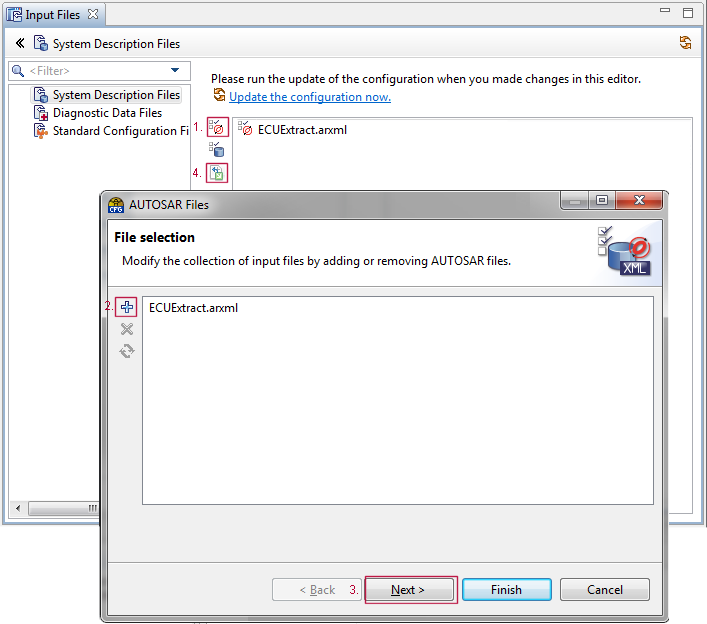 Input Files
System Description Files
<Filter>
System Description Files
Diagnostic Data Files
Standard Configuration Fi
Please run the update of the configuration when you made changes in this editor.
Update the configuration now.
1.
ECUExtract.arxml
4.
CFG AUTOSAR Files
File selection
Modify the collection of input files by adding or removing AUTOSAR files.
XML
2.
ECUExtract.arxml
< Back
3.
Next >
Finish
Cancel